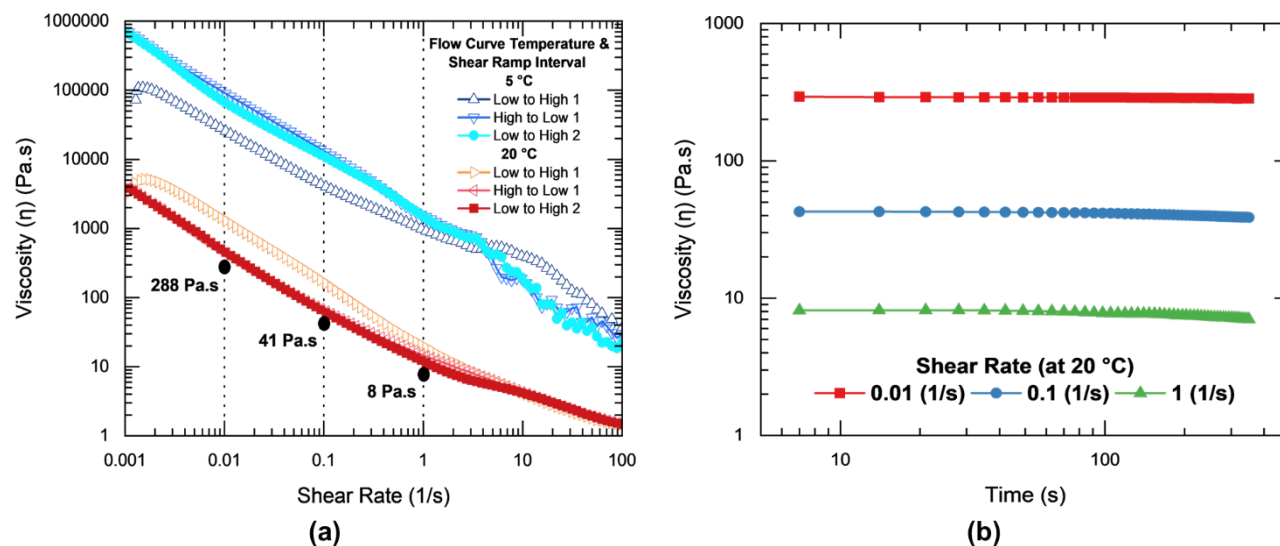 Viscosity (η) (Pa.s)
1000000
100000
10000
1000
100
10
1
0.001
0.01
0.1
1
10
100
Shear Rate (1/s)
Flow Curve Temperature &
Shear Ramp Interval
5 °C
Low to High 1
High to Low 1
Low to High 2
20 °C
Low to High 1
High to Low 1
Low to High 2
288 Pa.s
41 Pa.s
8 Pa.s
(a)
Viscosity (η) (Pa.s)
1000
100
10
1
10
100
Time (s)
Shear Rate (at 20 °C)
0.01 (1/s) 0.1 (1/s) 1 (1/s)
(b)